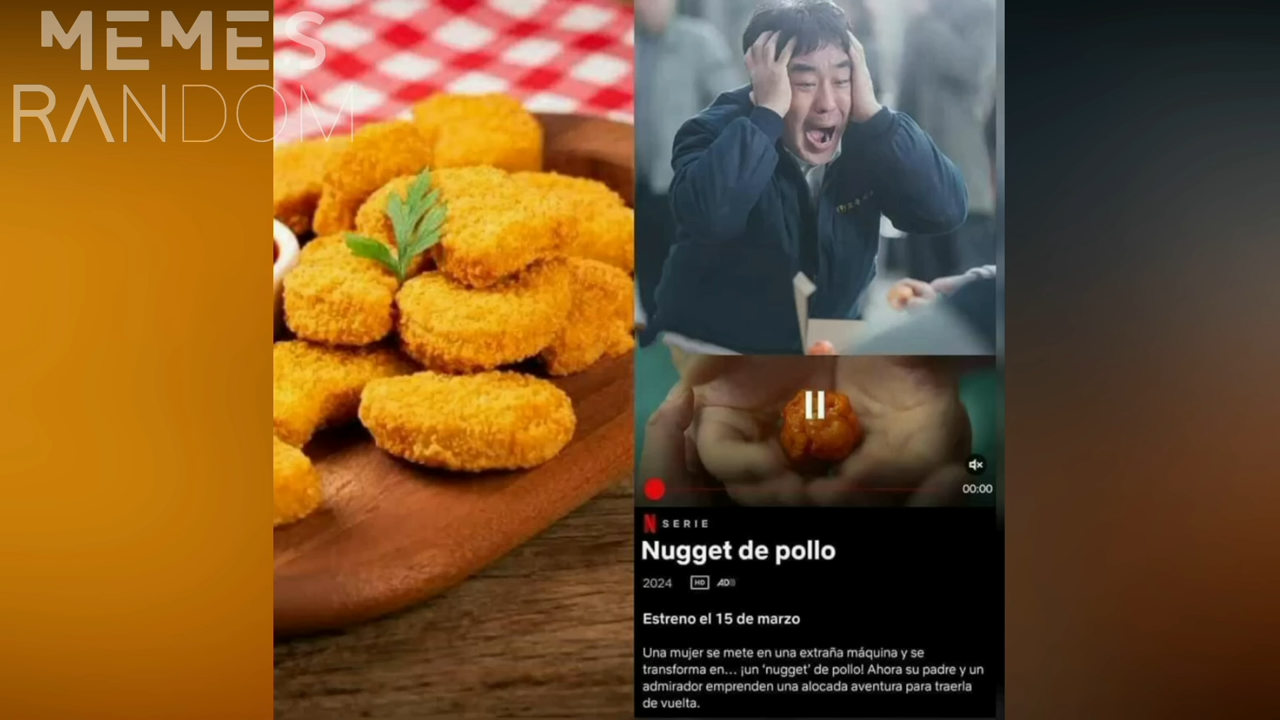 MEMES
RANDOM
00:00
N SERIE
Nugget de pollo
2024 HD AD
Estreno el 15 de marzo
Una mujer se mete en una extraña máquina y se
transforma en... ¡un 'nugget' de pollo! Ahora su padre y un
admirador emprenden una alocada aventura para traerla
de vuelta.